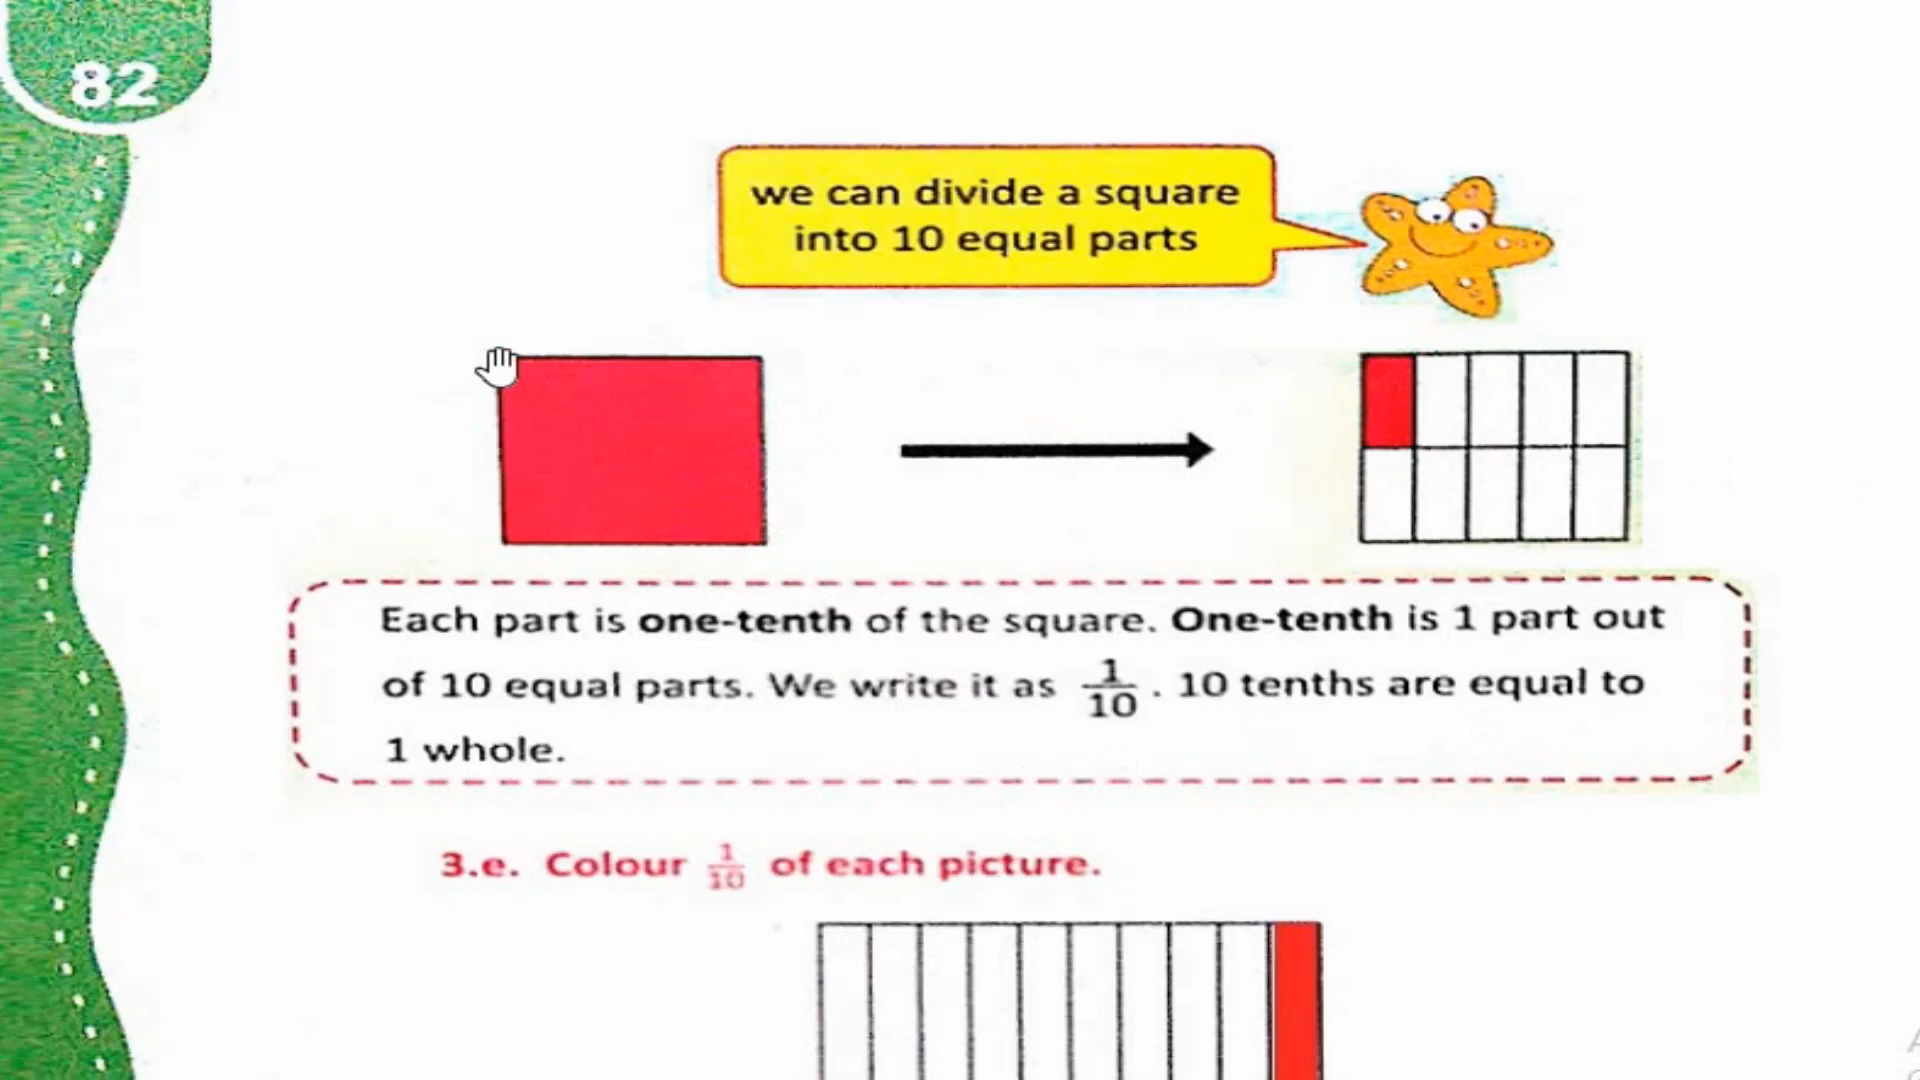 82
we can divide a square
into 10 equal parts
Each part is one-tenth of the square. One-tenth is 1 part out
of 10 equal parts. We write it as 1/10. 10 tenths are equal to
1 whole.
3.e. Colour 1/10 of each picture.